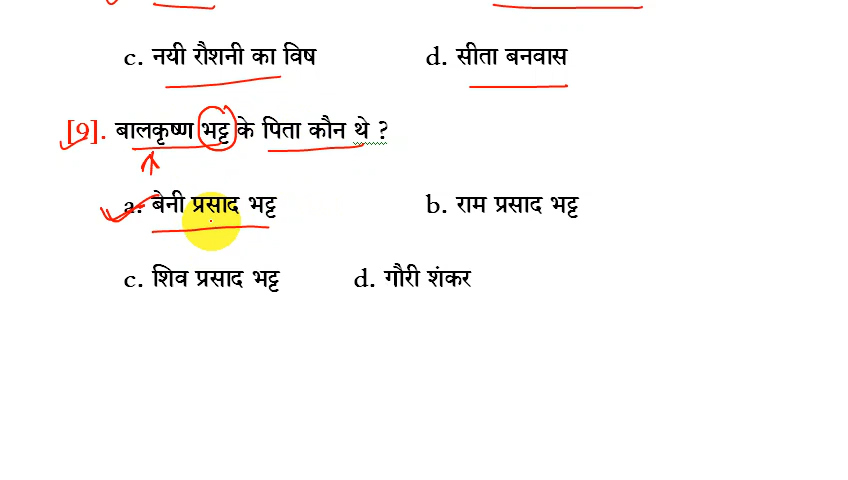 c. नयी रौशनी का विष d. सीता बनवास
[9]. बालकृष्ण भट्ट के पिता कौन थे ?
a. बेनी प्रसाद भट्ट b. राम प्रसाद भट्ट
c. शिव प्रसाद भट्ट d. गौरी शंकर